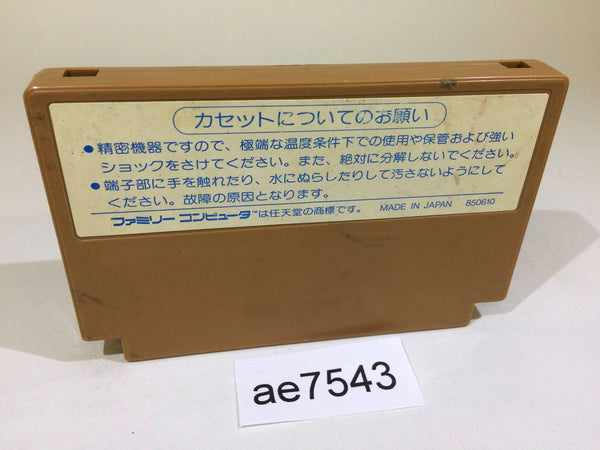 カセットについてのお願い
●精密機器ですので、極端な温度条件下での使用や保管および強い
ショックをさけてください。また、絶対に分解しないでください。
●端子部に手を触れたり、水にぬらしたりして汚さないようにして
ください。故障の原因となります。
ファミリーコンピュータ™は任天堂の商標です。 MADE IN JAPAN 850610
ae7543